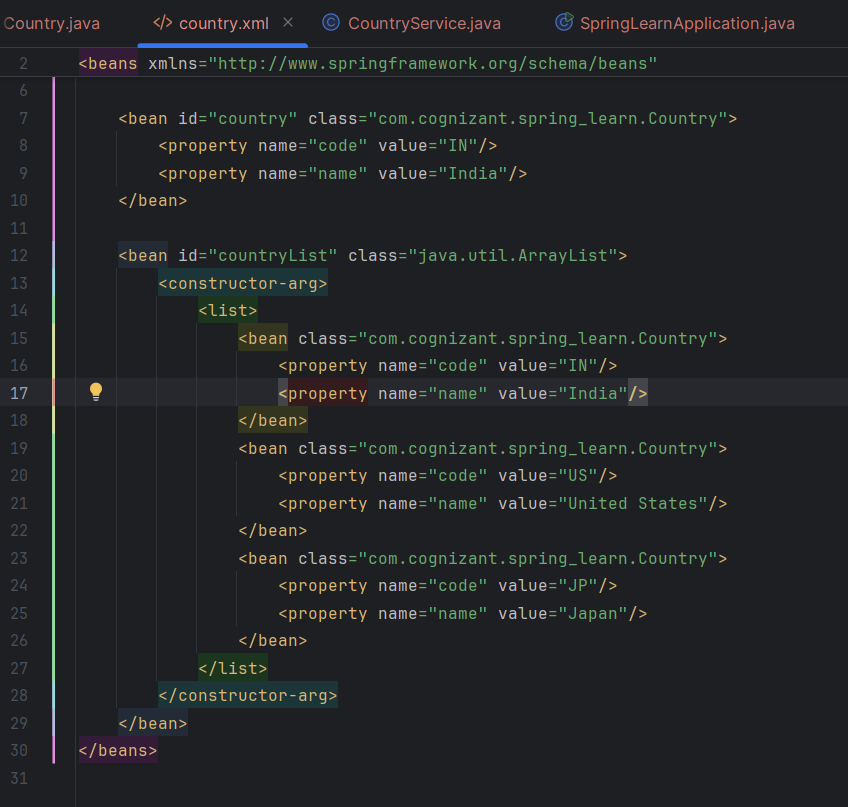 Country.java </> country.xml × CountryService.java SpringLearnApplication.java
2 <beans xmlns="http://www.springframework.org/schema/beans"
6
7 <bean id="country" class="com.cognizant.spring_learn.Country">
8 <property name="code" value="IN"/>
9 <property name="name" value="India"/>
10 </bean>
11
12 <bean id="countryList" class="java.util.ArrayList">
13 <constructor-arg>
14 <list>
15 <bean class="com.cognizant.spring_learn.Country">
16 <property name="code" value="IN"/>
17 <property name="name" value="India"/>
18 </bean>
19 <bean class="com.cognizant.spring_learn.Country">
20 <property name="code" value="US"/>
21 <property name="name" value="United States"/>
22 </bean>
23 <bean class="com.cognizant.spring_learn.Country">
24 <property name="code" value="JP"/>
25 <property name="name" value="Japan"/>
26 </bean>
27 </list>
28 </constructor-arg>
29 </bean>
30 </beans>
31